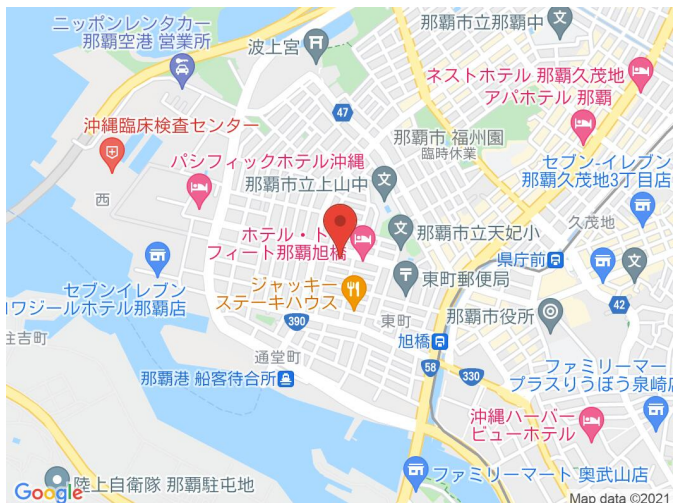 ニッポンレンタカー
那覇空港 営業所
波上宮
那覇市立那覇中
ネストホテル 那覇久茂地
アパホテル 那覇
47
沖縄臨床検査センター
那覇市 福州園
臨時休業
パシフィックホテル沖縄
セブン-イレブン
那覇久茂地3丁目店
那覇市立上山中
西
久茂地
ホテル・ト
フィート那覇旭橋
那覇市立天妃小
県庁前
東町郵便局
セブンイレブン
ロワジールホテル那覇店
ジャッキー
ステーキハウス
42
那覇市役所
住吉町
390
東町
旭橋
通堂町
58
330
ファミリーマート
プラスりうぼう泉崎店
那覇港 船客待合所
沖縄ハーバー
ビューホテル
陸上自衛隊 那覇駐屯地
ファミリーマート 奥武山店
Google
Map data ©2021